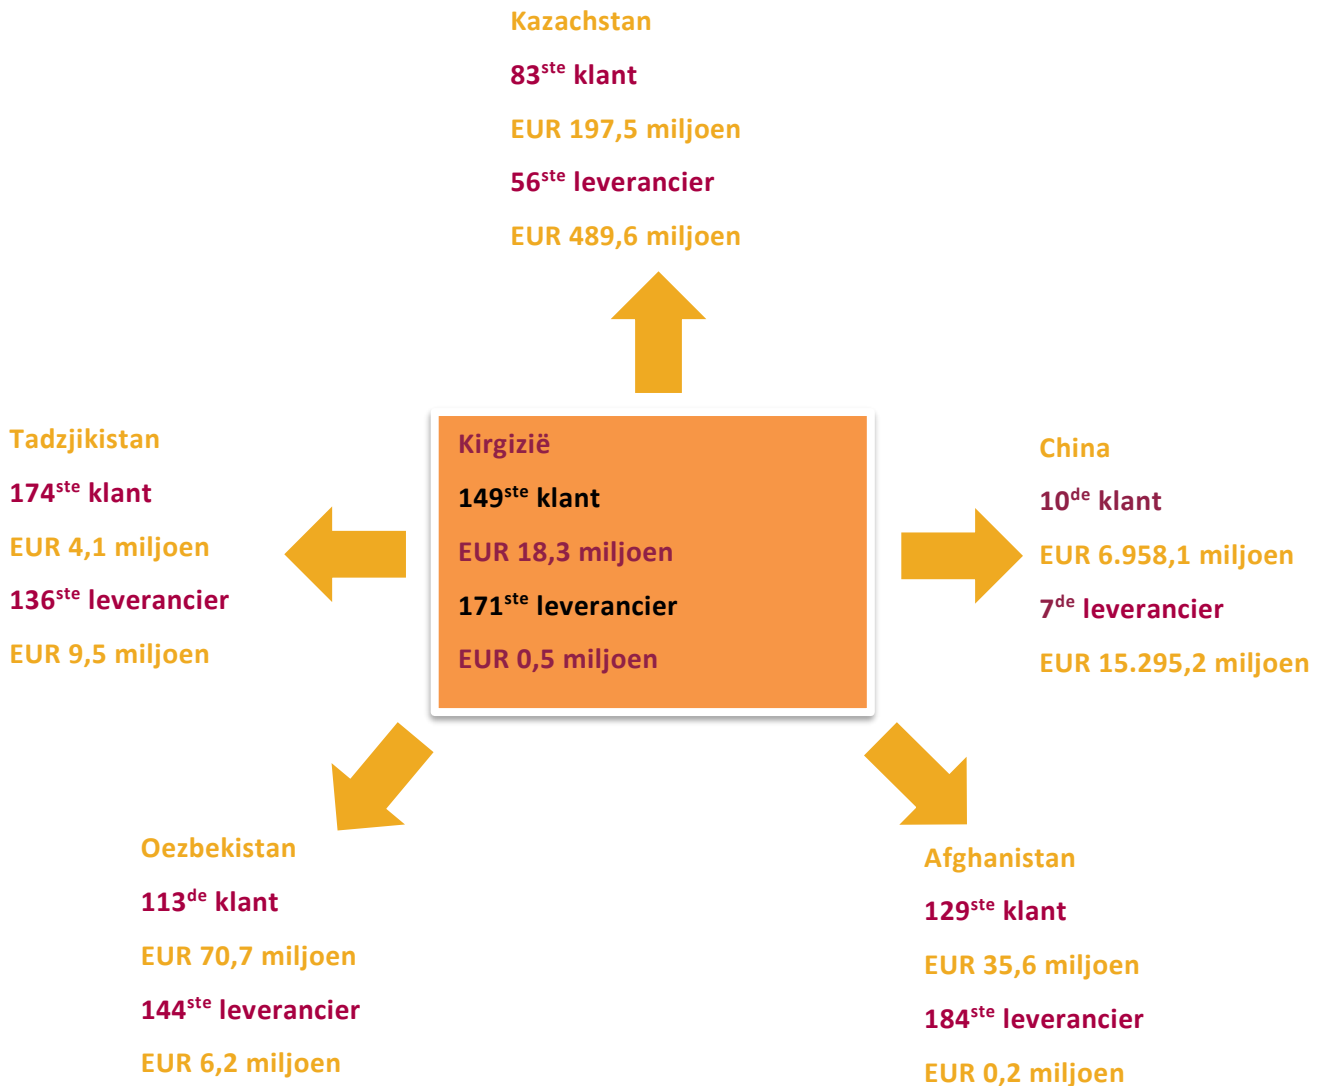 Kazachstan
83ste klant
EUR 197,5 miljoen
56ste leverancier
EUR 489,6 miljoen
Tadzjikistan
174ste klant
EUR 4,1 miljoen
136ste leverancier
EUR 9,5 miljoen
Kirgizië
149ste klant
EUR 18,3 miljoen
171ste leverancier
EUR 0,5 miljoen
China
10de klant
EUR 6.958,1 miljoen
7de leverancier
EUR 15.295,2 miljoen
Oezbekistan
113de klant
EUR 70,7 miljoen
144ste leverancier
EUR 6,2 miljoen
Afghanistan
129ste klant
EUR 35,6 miljoen
184ste leverancier
EUR 0,2 miljoen